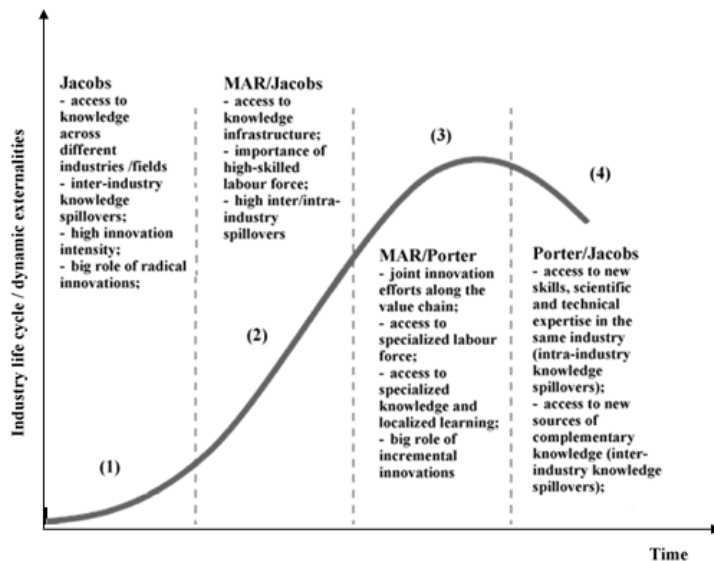 Industry life cycle / dynamic externalities
Jacobs
- access to
knowledge
across
different
industries /fields
- inter-industry
knowledge
spillovers;
- high innovation
intensity;
- big role of radical
innovations;
(1)
MAR/Jacobs
- access to
knowledge
infrastructure;
- importance of
high-skilled
labour force;
- high inter/intra-
industry
spillovers
(2)
(3)
MAR/Porter
- joint innovation
efforts along the
value chain;
- access to
specialized labour
force;
- access to
specialized
knowledge and
localized learning;
- big role of
incremental
innovations
(4)
Porter/Jacobs
- access to new
skills, scientific
and technical
expertise in the
same industry
(intra-industry
knowledge
spillovers);
- access to new
sources of
complementary
knowledge (inter-
industry knowledge
spillovers);
Time